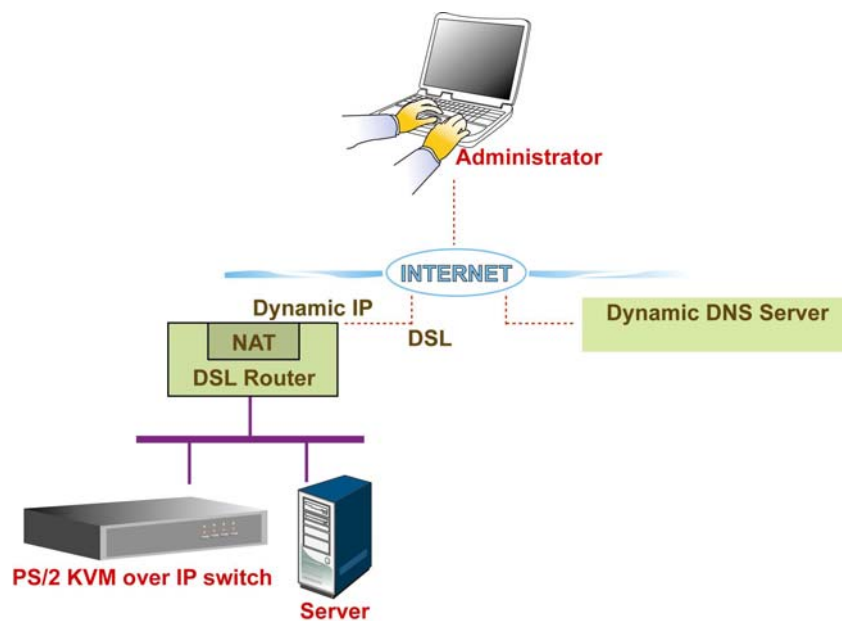 Administrator
INTERNET
Dynamic IP
Dynamic DNS Server
NAT
DSL
DSL Router
PS/2 KVM over IP switch
Server